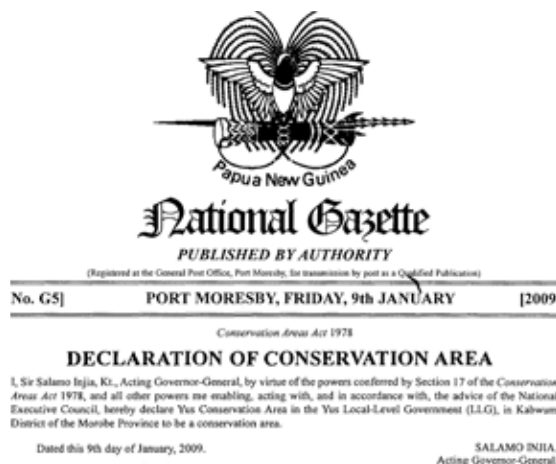 Papua New Guinea
National Gazette
PUBLISHED BY AUTHORITY
(Registered at the General Post Office, Port Moresby, for transmission by post as a Qualified Publication)
No. G5] PORT MORESBY, FRIDAY, 9th JANUARY [2009
Conservation Areas Act 1978
DECLARATION OF CONSERVATION AREA
I, Sir Salamo Injia, Kt., Acting Governor-General, by virtue of the powers conferred by Section 17 of the Conservation
Areas Act 1978, and all other powers me enabling, acting with, and in accordance with, the advice of the National
Executive Council, hereby declare Yus Conservation Area in the Yus Local-Level Government (LLG), in Kabwum
District of the Morobe Province to be a conservation area.
Dated this 9th day of January, 2009.
SALAMO INJIA,
Acting Governor-General.